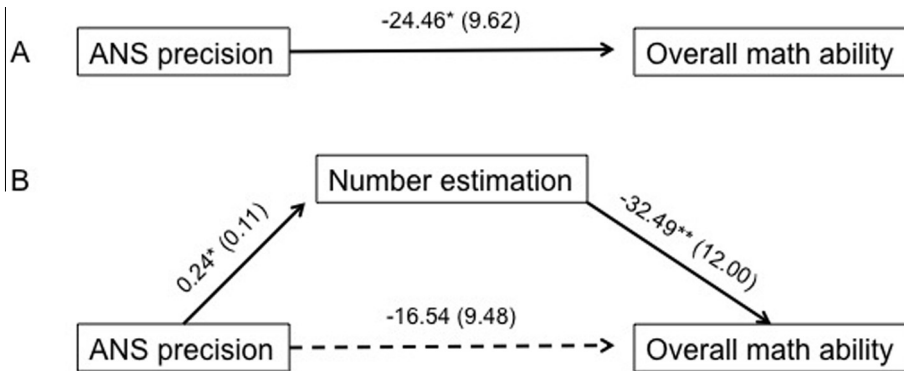 A
ANS precision
-24.46* (9.62)
Overall math ability
B
Number estimation
0.24* (0.11)
-32.49** (12.00)
ANS precision
-16.54 (9.48)
Overall math ability